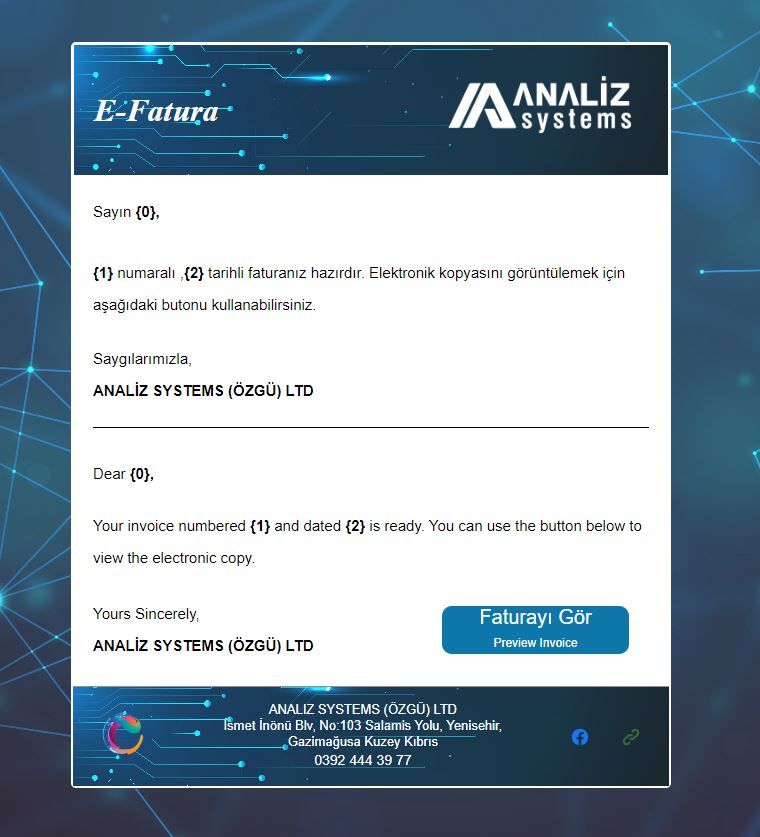 E-Fatura
ANALİZ
systems
Sayın {0},
{1} numaralı ,{2} tarihli faturanız hazırdır. Elektronik kopyasını görüntülemek için
aşağıdaki butonu kullanabilirsiniz.
Saygılarımızla,
ANALİZ SYSTEMS (ÖZGÜ) LTD
Dear {0},
Your invoice numbered {1} and dated {2} is ready. You can use the button below to
view the electronic copy.
Yours Sincerely,
ANALİZ SYSTEMS (ÖZGÜ) LTD
Faturayı Gör
Preview Invoice
ANALIZ SYSTEMS (ÖZGÜ) LTD
İsmet İnönü Blv, No:103 Salamis Yolu, Yenisehir,
Gazimağusa Kuzey Kıbrıs
0392 444 39 77